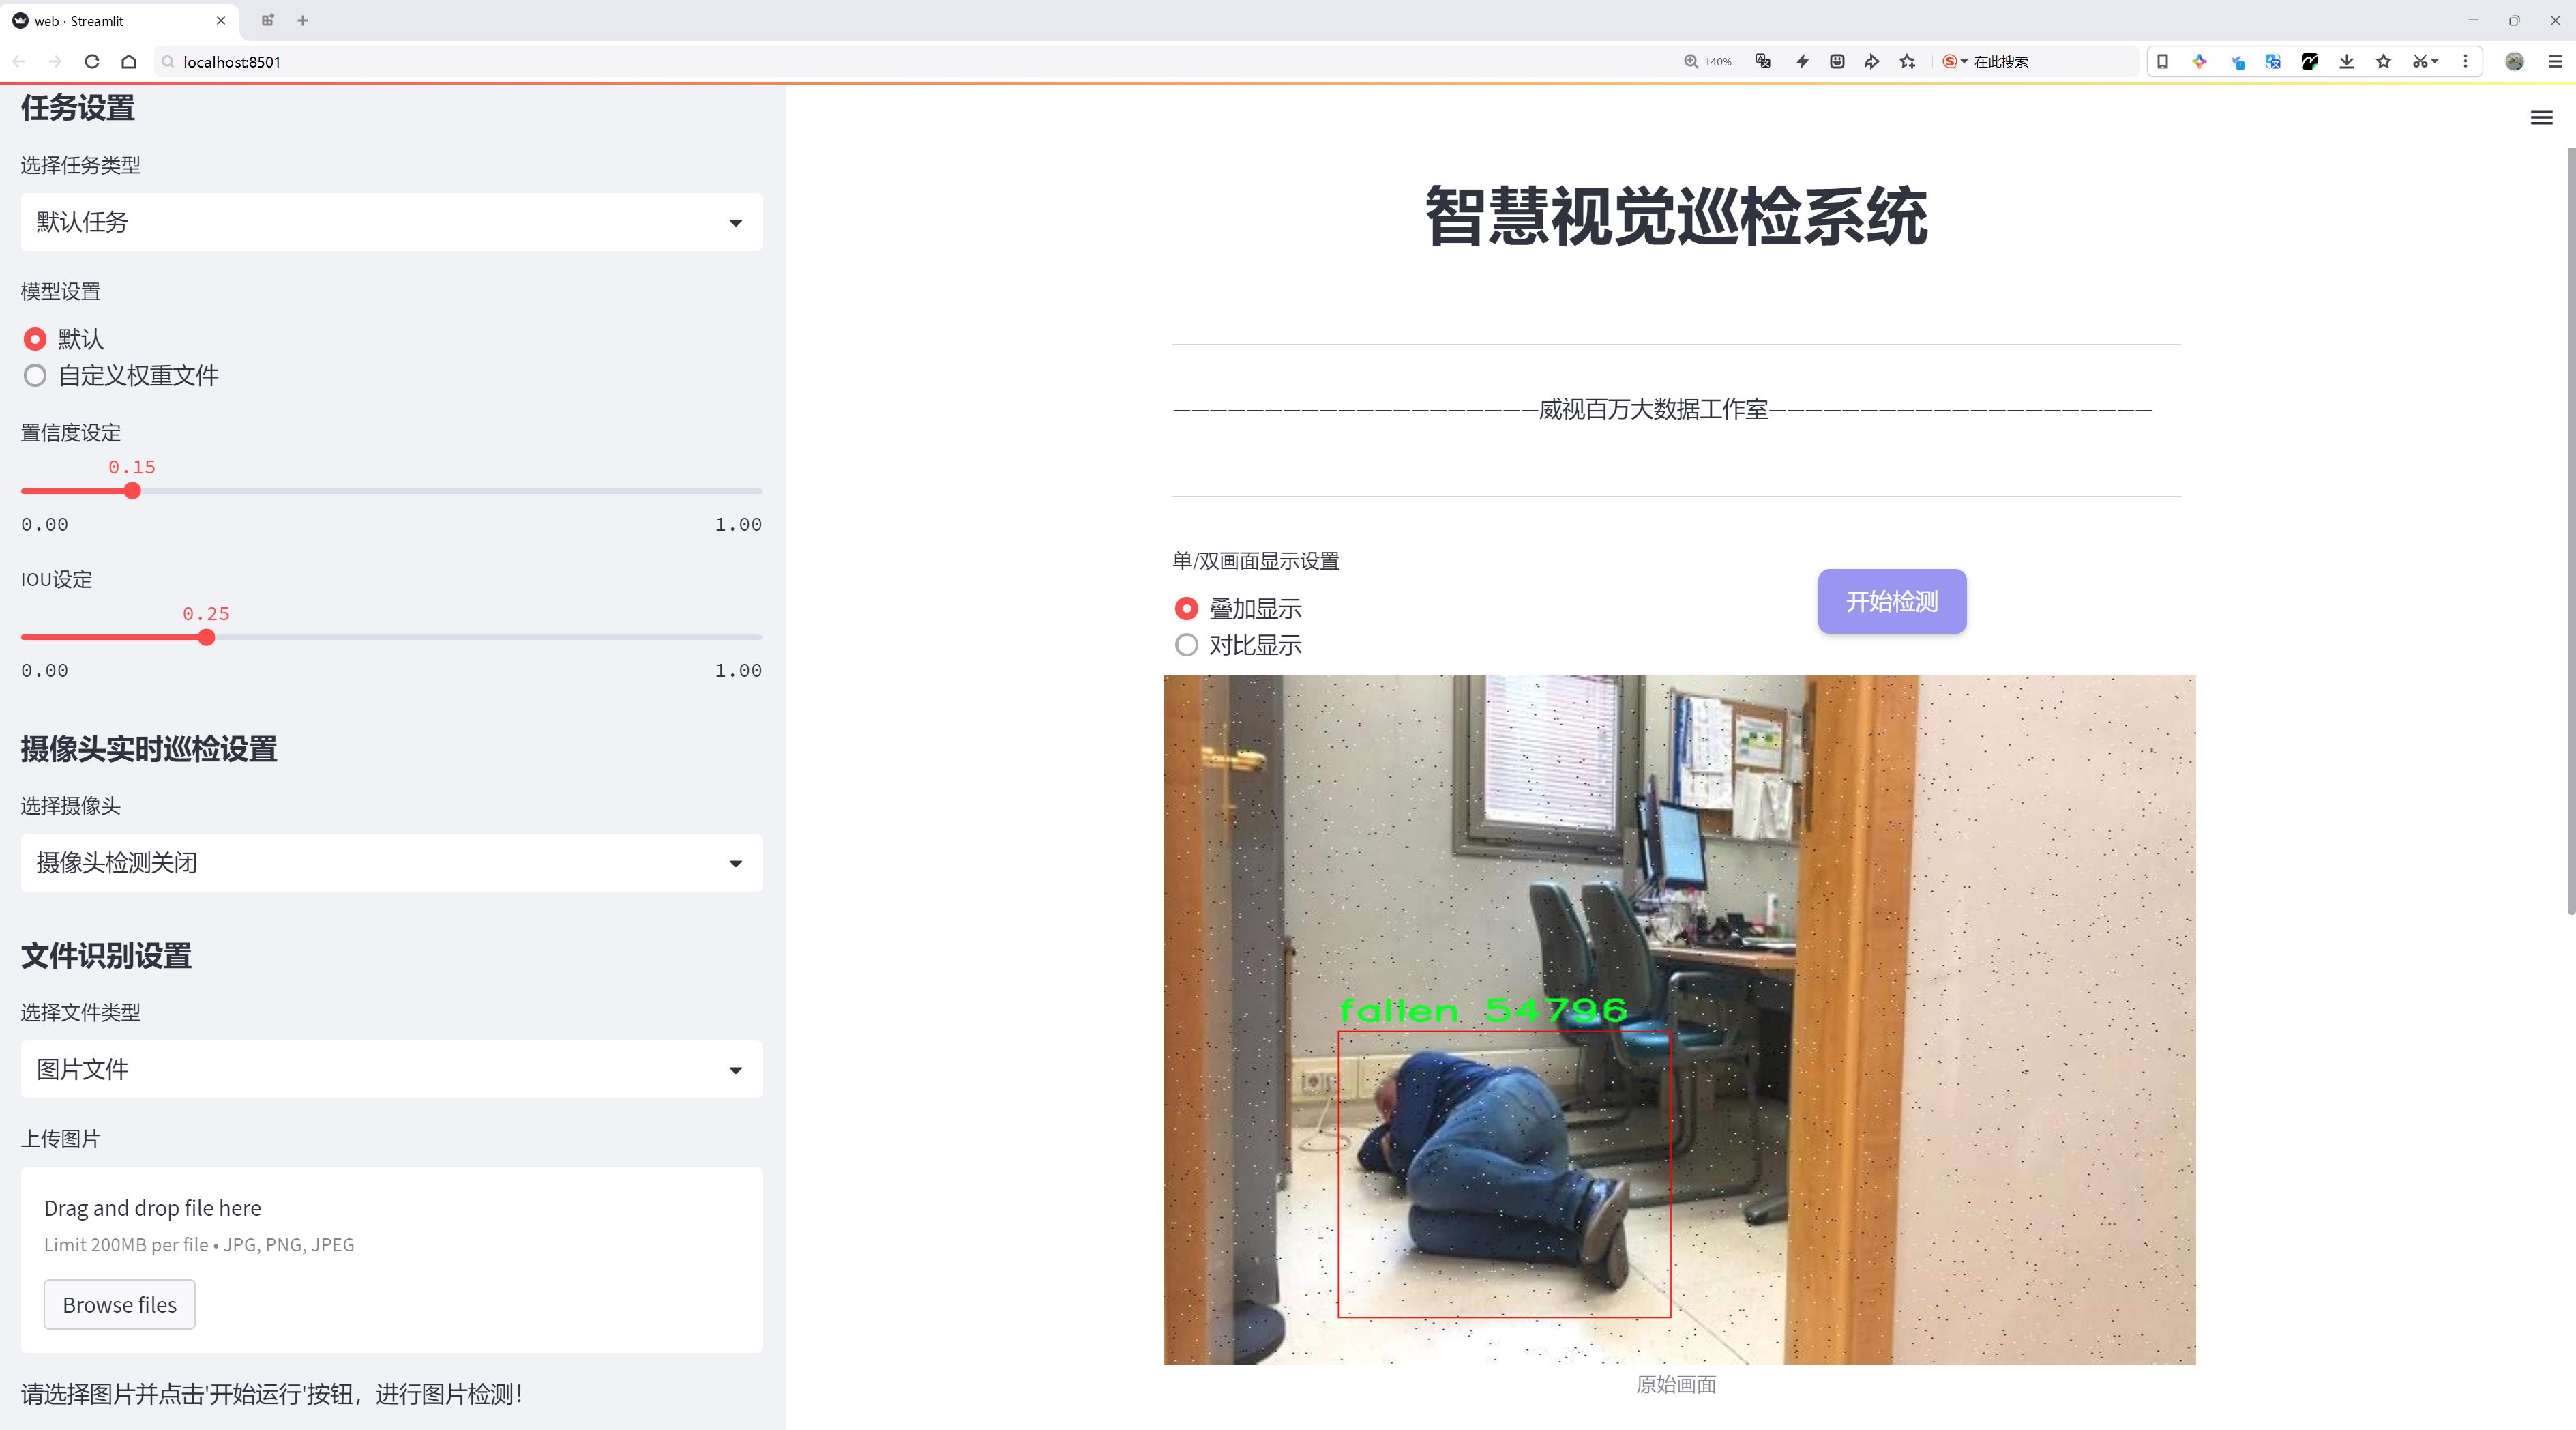 web · Streamlit
localhost:8501
140%
在此搜索
任务设置
选择任务类型
默认任务
模型设置
默认
自定义权重文件
置信度设定
0.15
0.00 1.00
IOU设定
0.25
0.00 1.00
摄像头实时巡检设置
选择摄像头
摄像头检测关闭
文件识别设置
选择文件类型
图片文件
上传图片
Drag and drop file here
Limit 200MB per file • JPG, PNG, JPEG
Browse files
请选择图片并点击'开始运行'按钮，进行图片检测！
智慧视觉巡检系统
————————————————————威视百万大数据工作室—————————————————————
单/双画面显示设置
叠加显示
对比显示
开始检测
fallen 54796
原始画面